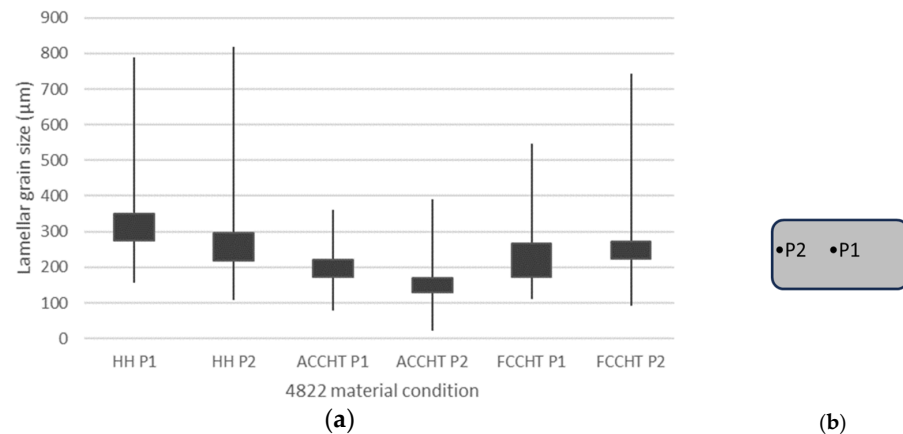 900
800
700
600
500
400
300
200
100
0
Lamellar grain size (μm)
HH P1 HH P2 ACCHT P1 ACCHT P2 FCCHT P1 FCCHT P2
4822 material condition
(a)
•P2 •P1
(b)